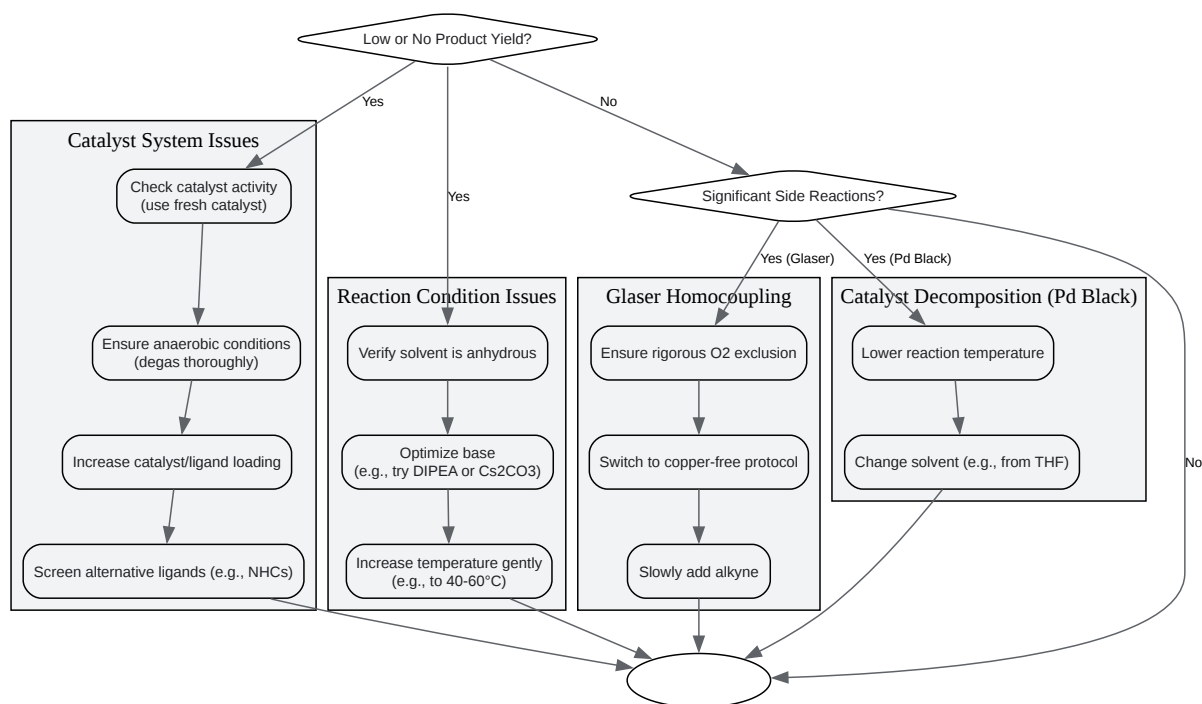 Low or No Product Yield?
Yes
No
Catalyst System Issues
Check catalyst activity
(use fresh catalyst)
Yes
Significant Side Reactions?
Yes (Glaser)
Yes (Pd Black)
Reaction Condition Issues
Glaser Homocoupling
Catalyst Decomposition (Pd Black)
Ensure anaerobic conditions
(degas thoroughly)
Verify solvent is anhydrous
Ensure rigorous O2 exclusion
Lower reaction temperature
Increase catalyst/ligand loading
Optimize base
(e.g., try DIPEA or Cs2CO3)
Switch to copper-free protocol
Change solvent (e.g., from THF)
No
Screen alternative ligands (e.g., NHCs)
Increase temperature gently
(e.g., to 40-60°C)
Slowly add alkyne